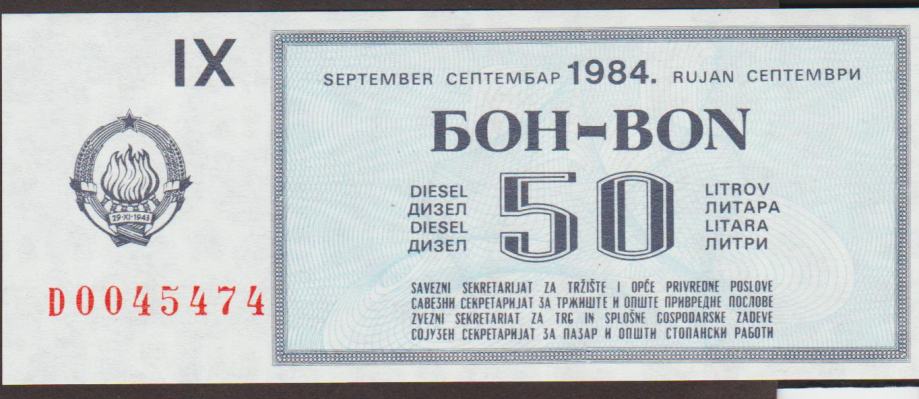 IX
SEPTEMBER СЕПТЕМБАР 1984. RUJAN СЕПТЕМВРИ
БОН-BON
DIESEL 50 LITROV
ДИЗЕЛ ЛИТАРА
DIESEL LITARA
ДИЗЕЛ ЛИТРИ
29·XI·1943
D0045474
SAVEZNI SEKRETARIJAT ZA TRŽIŠTE I OPĆE PRIVREDNE POSLOVE
САВЕЗНИ СЕКРЕТАРИЈАТ ЗА ТРЖИШТЕ И ОПШТЕ ПРИВРЕДНЕ ПОСЛОВЕ
ZVEZNI SEKRETARIAT ZA TRG IN SPLOŠNE GOSPODARSKE ZADEVE
СОЈУЗЕН СЕКРЕТАРИЈАТ ЗА ПАЗАР И ОПШТИ СТОПАНСКИ РАБОТИ